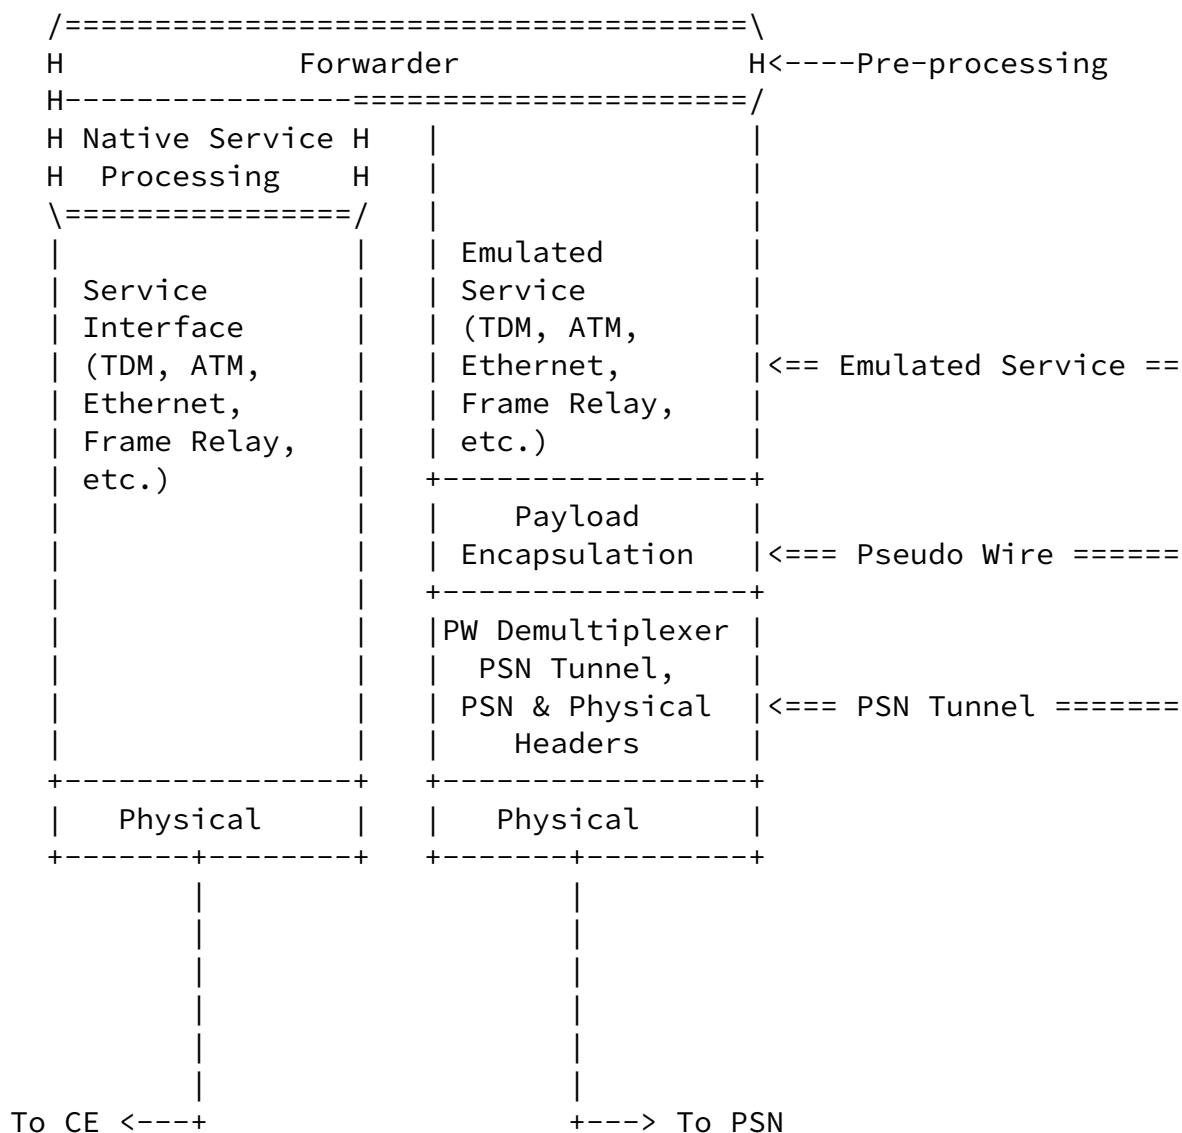 /======================================\
H             Forwarder                H<----Pre-processing
H----------------======================/
H Native Service H   |                 |
H  Processing    H   |                 |
\================/   |                 |
|                |   | Emulated        |
| Service        |   | Service         |
| Interface      |   | (TDM, ATM,      |
| (TDM, ATM,     |   | Ethernet,       |<== Emulated Service ==
| Ethernet,      |   | Frame Relay,    |
| Frame Relay,   |   | etc.)           |
| etc.)          |   +-----------------+
|                |   |    Payload      |
|                |   | Encapsulation   |<=== Pseudo Wire ======
|                |   +-----------------+
|                |   |PW Demultiplexer |
|                |   |  PSN Tunnel,    |
|                |   | PSN & Physical  |<=== PSN Tunnel =======
|                |   |    Headers      |
+----------------+   +-----------------+
|   Physical     |   |   Physical      |
+-------+--------+   +-------+---------+
        |                    |
        |                    |
        |                    |
        |                    |
        |                    |
        |                    |
To CE <---+                    +---> To PSN